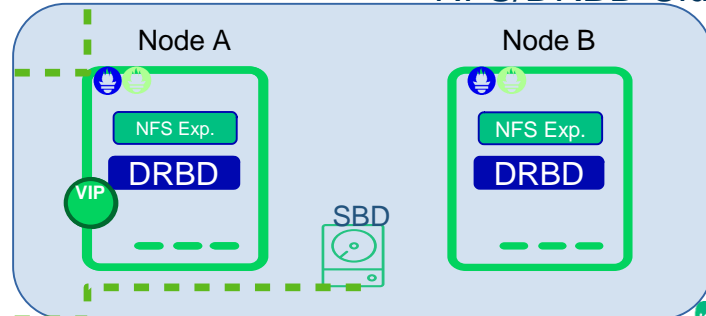 Node A
Node B
NFS Exp.
NFS Exp.
DRBD
DRBD
VIP
SBD